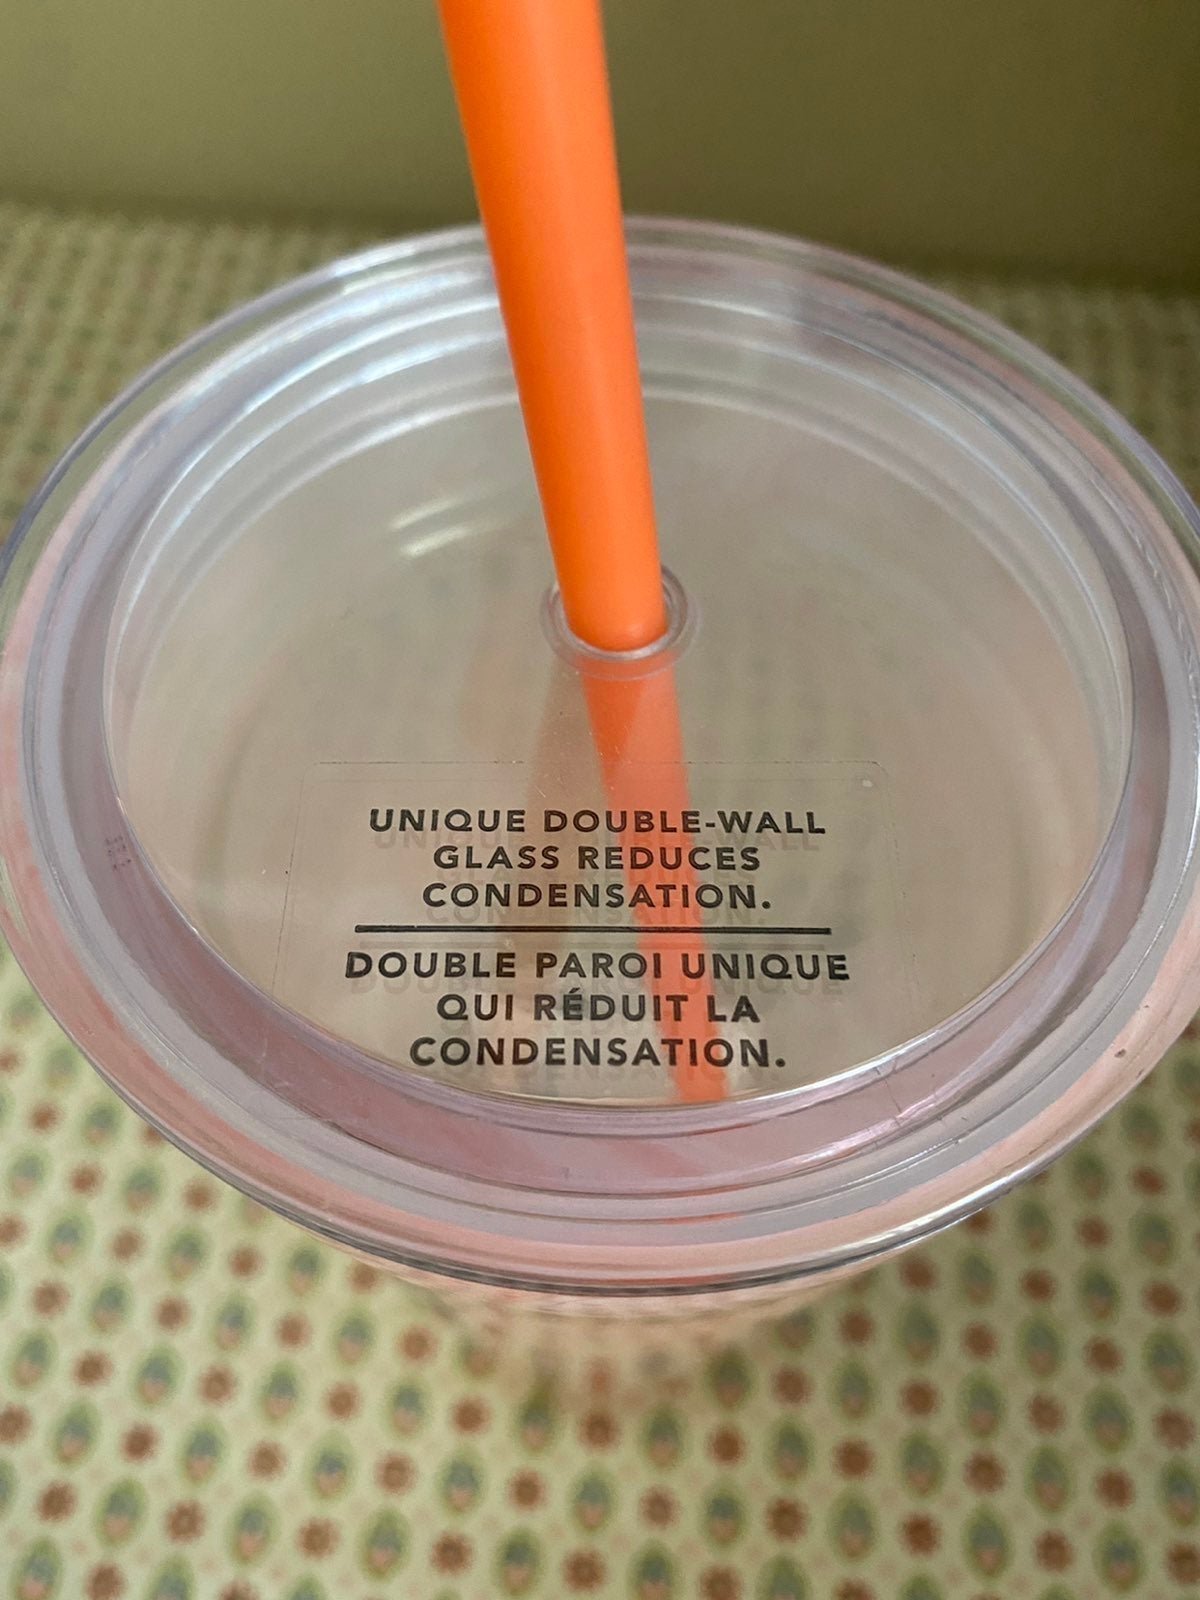 UNIQUE DOUBLE-WALL
GLASS REDUCES
CONDENSATION.
DOUBLE PAROI UNIQUE
QUI RÉDUIT LA
CONDENSATION.